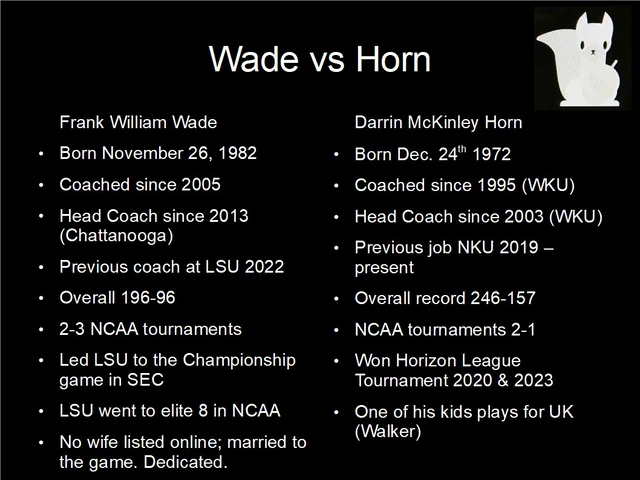 Wade vs Horn
Frank William Wade
• Born November 26, 1982
• Coached since 2005
• Head Coach since 2013
(Chattanooga)
• Previous coach at LSU 2022
• Overall 196-96
• 2-3 NCAA tournaments
• Led LSU to the Championship
game in SEC
• LSU went to elite 8 in NCAA
• No wife listed online; married to
the game. Dedicated.
Darrin McKinley Horn
• Born Dec. 24th 1972
• Coached since 1995 (WKU)
• Head Coach since 2003 (WKU)
• Previous job NKU 2019 –
present
• Overall record 246-157
• NCAA tournaments 2-1
• Won Horizon League
Tournament 2020 & 2023
• One of his kids plays for UK
(Walker)